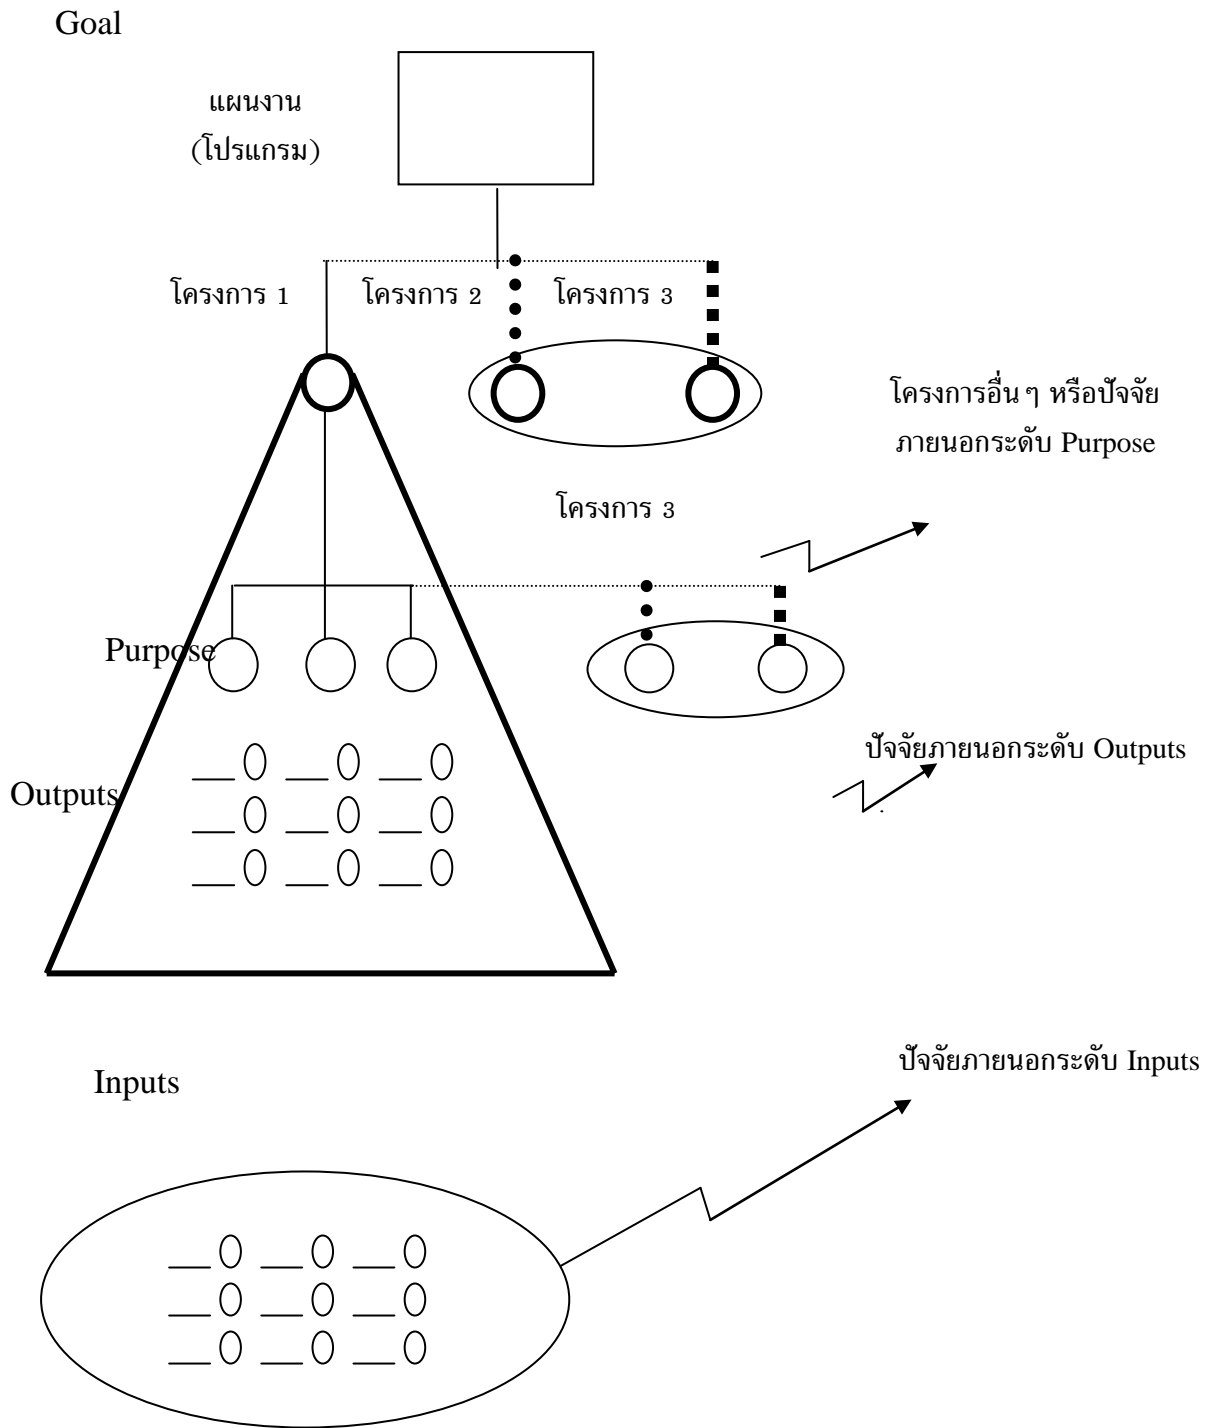 Goal
แผนงาน
(โปรแกรม)
โครงการ 1
โครงการ 2
โครงการ 3
โครงการอื่น ๆ หรือปัจจัย
ภายนอกระดับ Purpose
โครงการ 3
Purpose
ปัจจัยภายนอกระดับ Outputs
Outputs
ปัจจัยภายนอกระดับ Inputs
Inputs